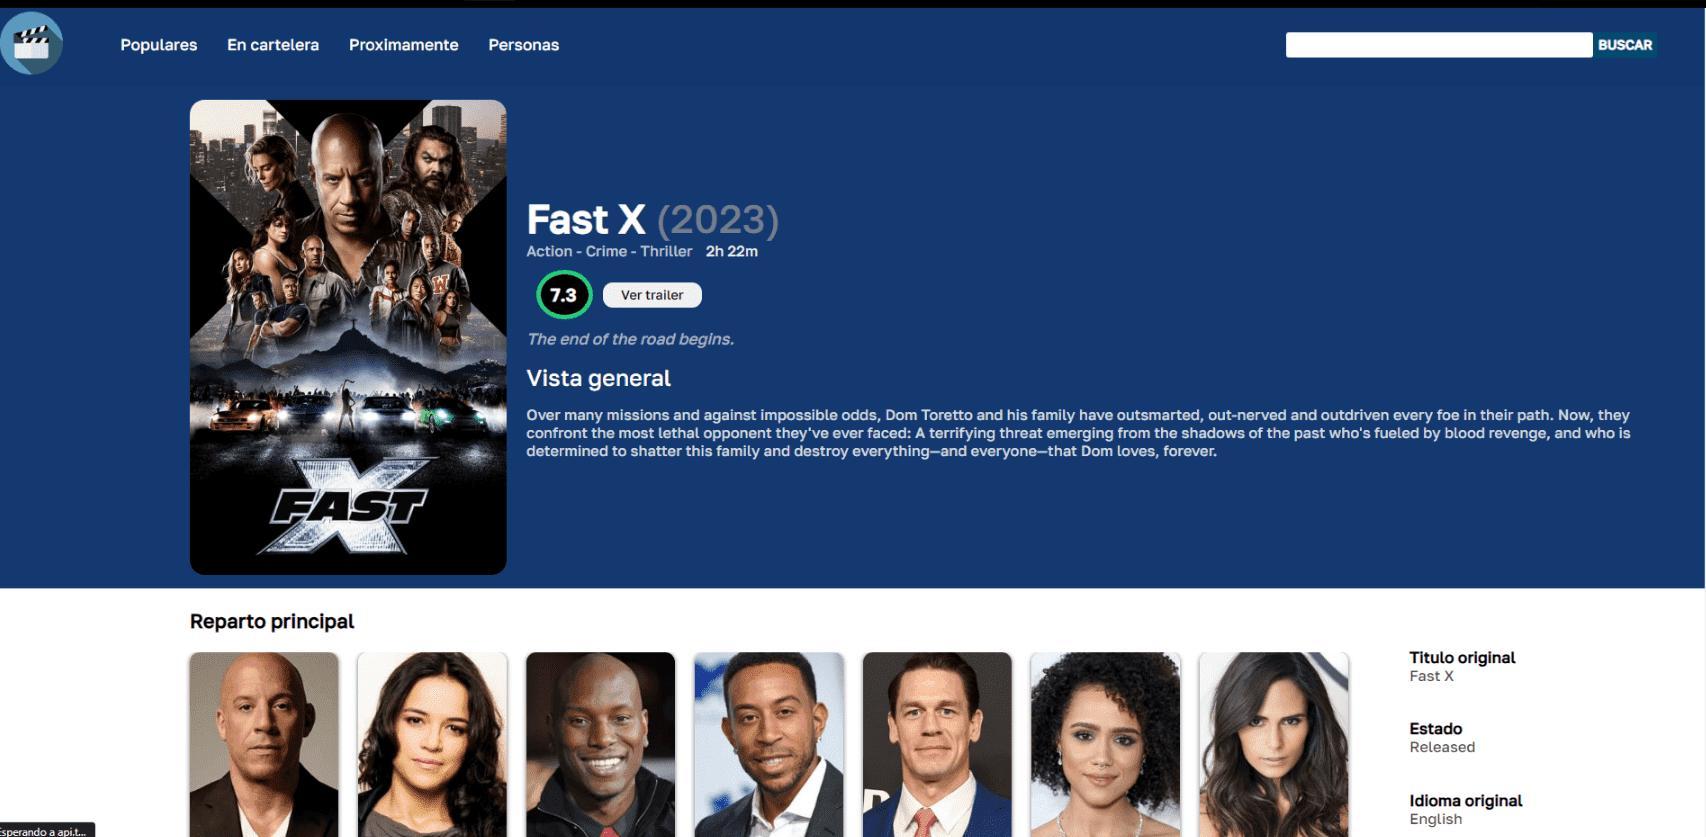 Populares En cartelera Proximamente Personas BUSCAR
Fast X (2023)
Action - Crime - Thriller 2h 22m
7.3 Ver trailer
The end of the road begins.
Vista general
Over many missions and against impossible odds, Dom Toretto and his family have outsmarted, out-nerved and outdriven every foe in their path. Now, they
confront the most lethal opponent they've ever faced: A terrifying threat emerging from the shadows of the past who's fueled by blood revenge, and who is
determined to shatter this family and destroy everything—and everyone—that Dom loves, forever.
FAST
X
Reparto principal
Titulo original
Fast X
Estado
Released
Idioma original
English
Esperando a api.t...